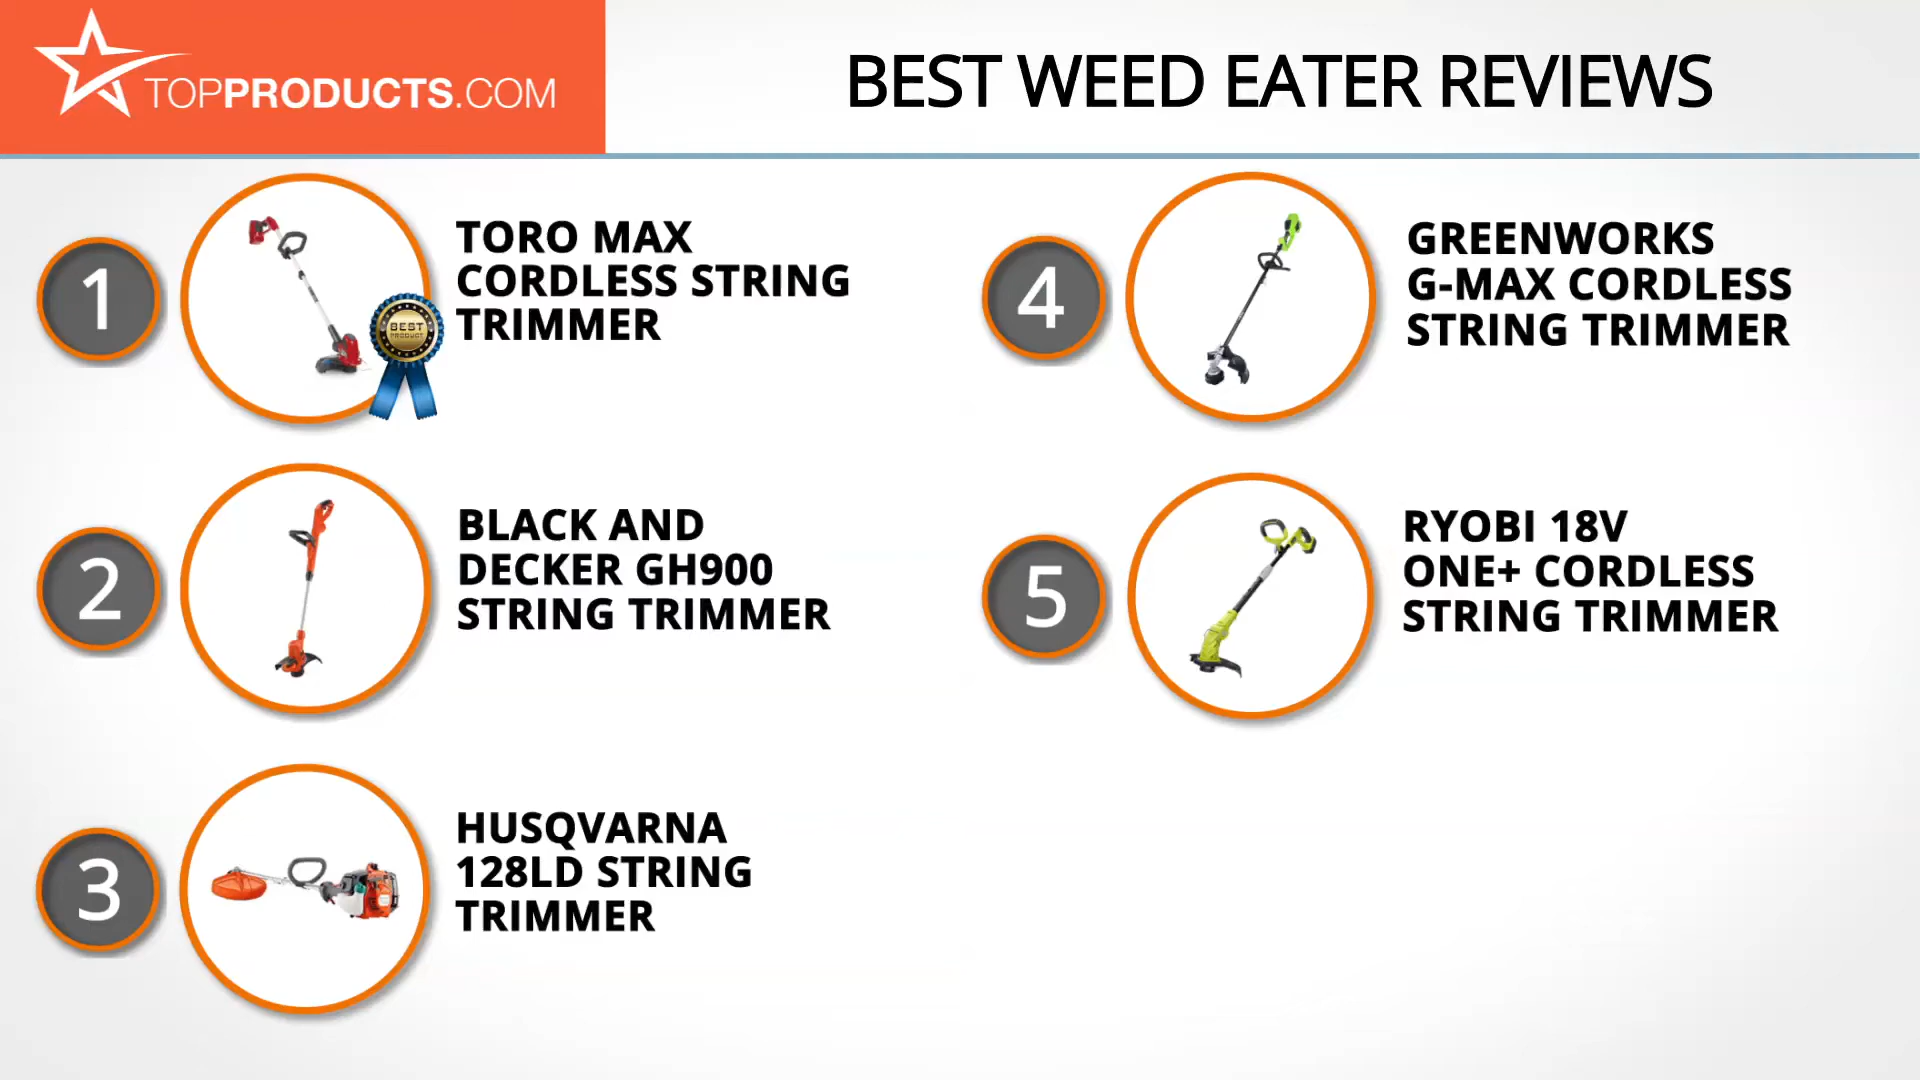 TOPPRODUCTS.COM
BEST WEED EATER REVIEWS
1
BEST
PRODUCT
TORO MAX
CORDLESS STRING
TRIMMER
2
BLACK AND
DECKER GH900
STRING TRIMMER
3
HUSQVARNA
128LD STRING
TRIMMER
4
GREENWORKS
G-MAX CORDLESS
STRING TRIMMER
5
RYOBI 18V
ONE+ CORDLESS
STRING TRIMMER